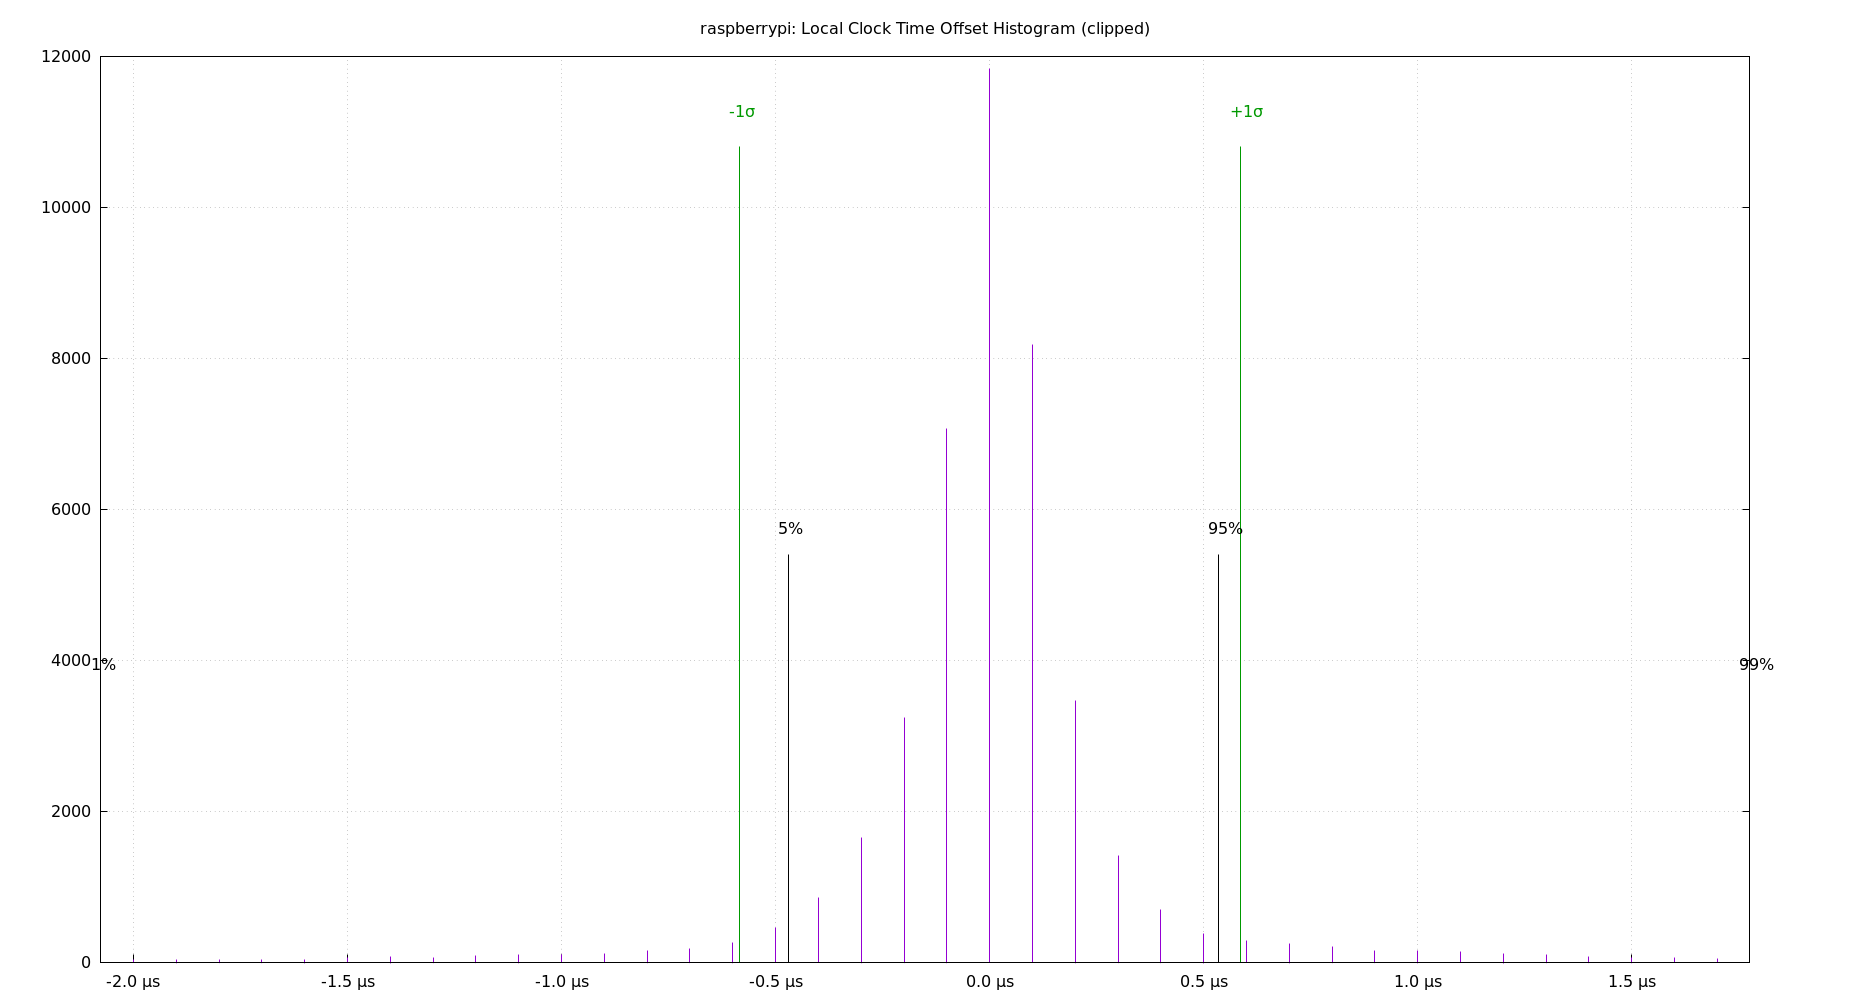 raspberrypi: Local Clock Time Offset Histogram (clipped)
12000
-1σ
+1σ
10000
8000
6000
5%
95%
4000
1%
99%
2000
0
-2.0 µs
-1.5 µs
-1.0 µs
-0.5 µs
0.0 µs
0.5 µs
1.0 µs
1.5 µs